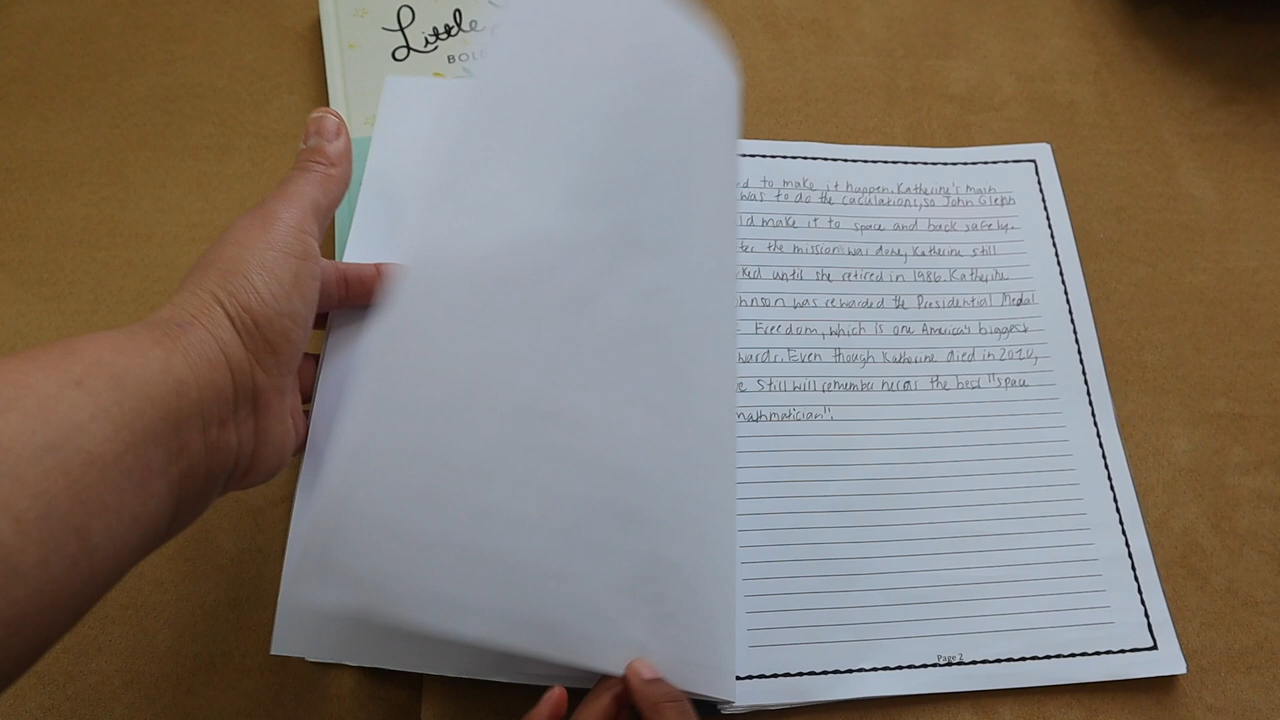 Little
BOLD
ed to make it happen. Katherine's main
was to do the caculations, so John Glenn
ld make it to space and back safely.
ter the mission was done, Katherine still
ked until she retired in 1986. Katherine
hnson was rewarded the Presidential Medal
Freedom, which is one America's biggest
wards. Even though Katherine died in 2020,
e still will remember her as the best "space
mathmatician".
Page 2